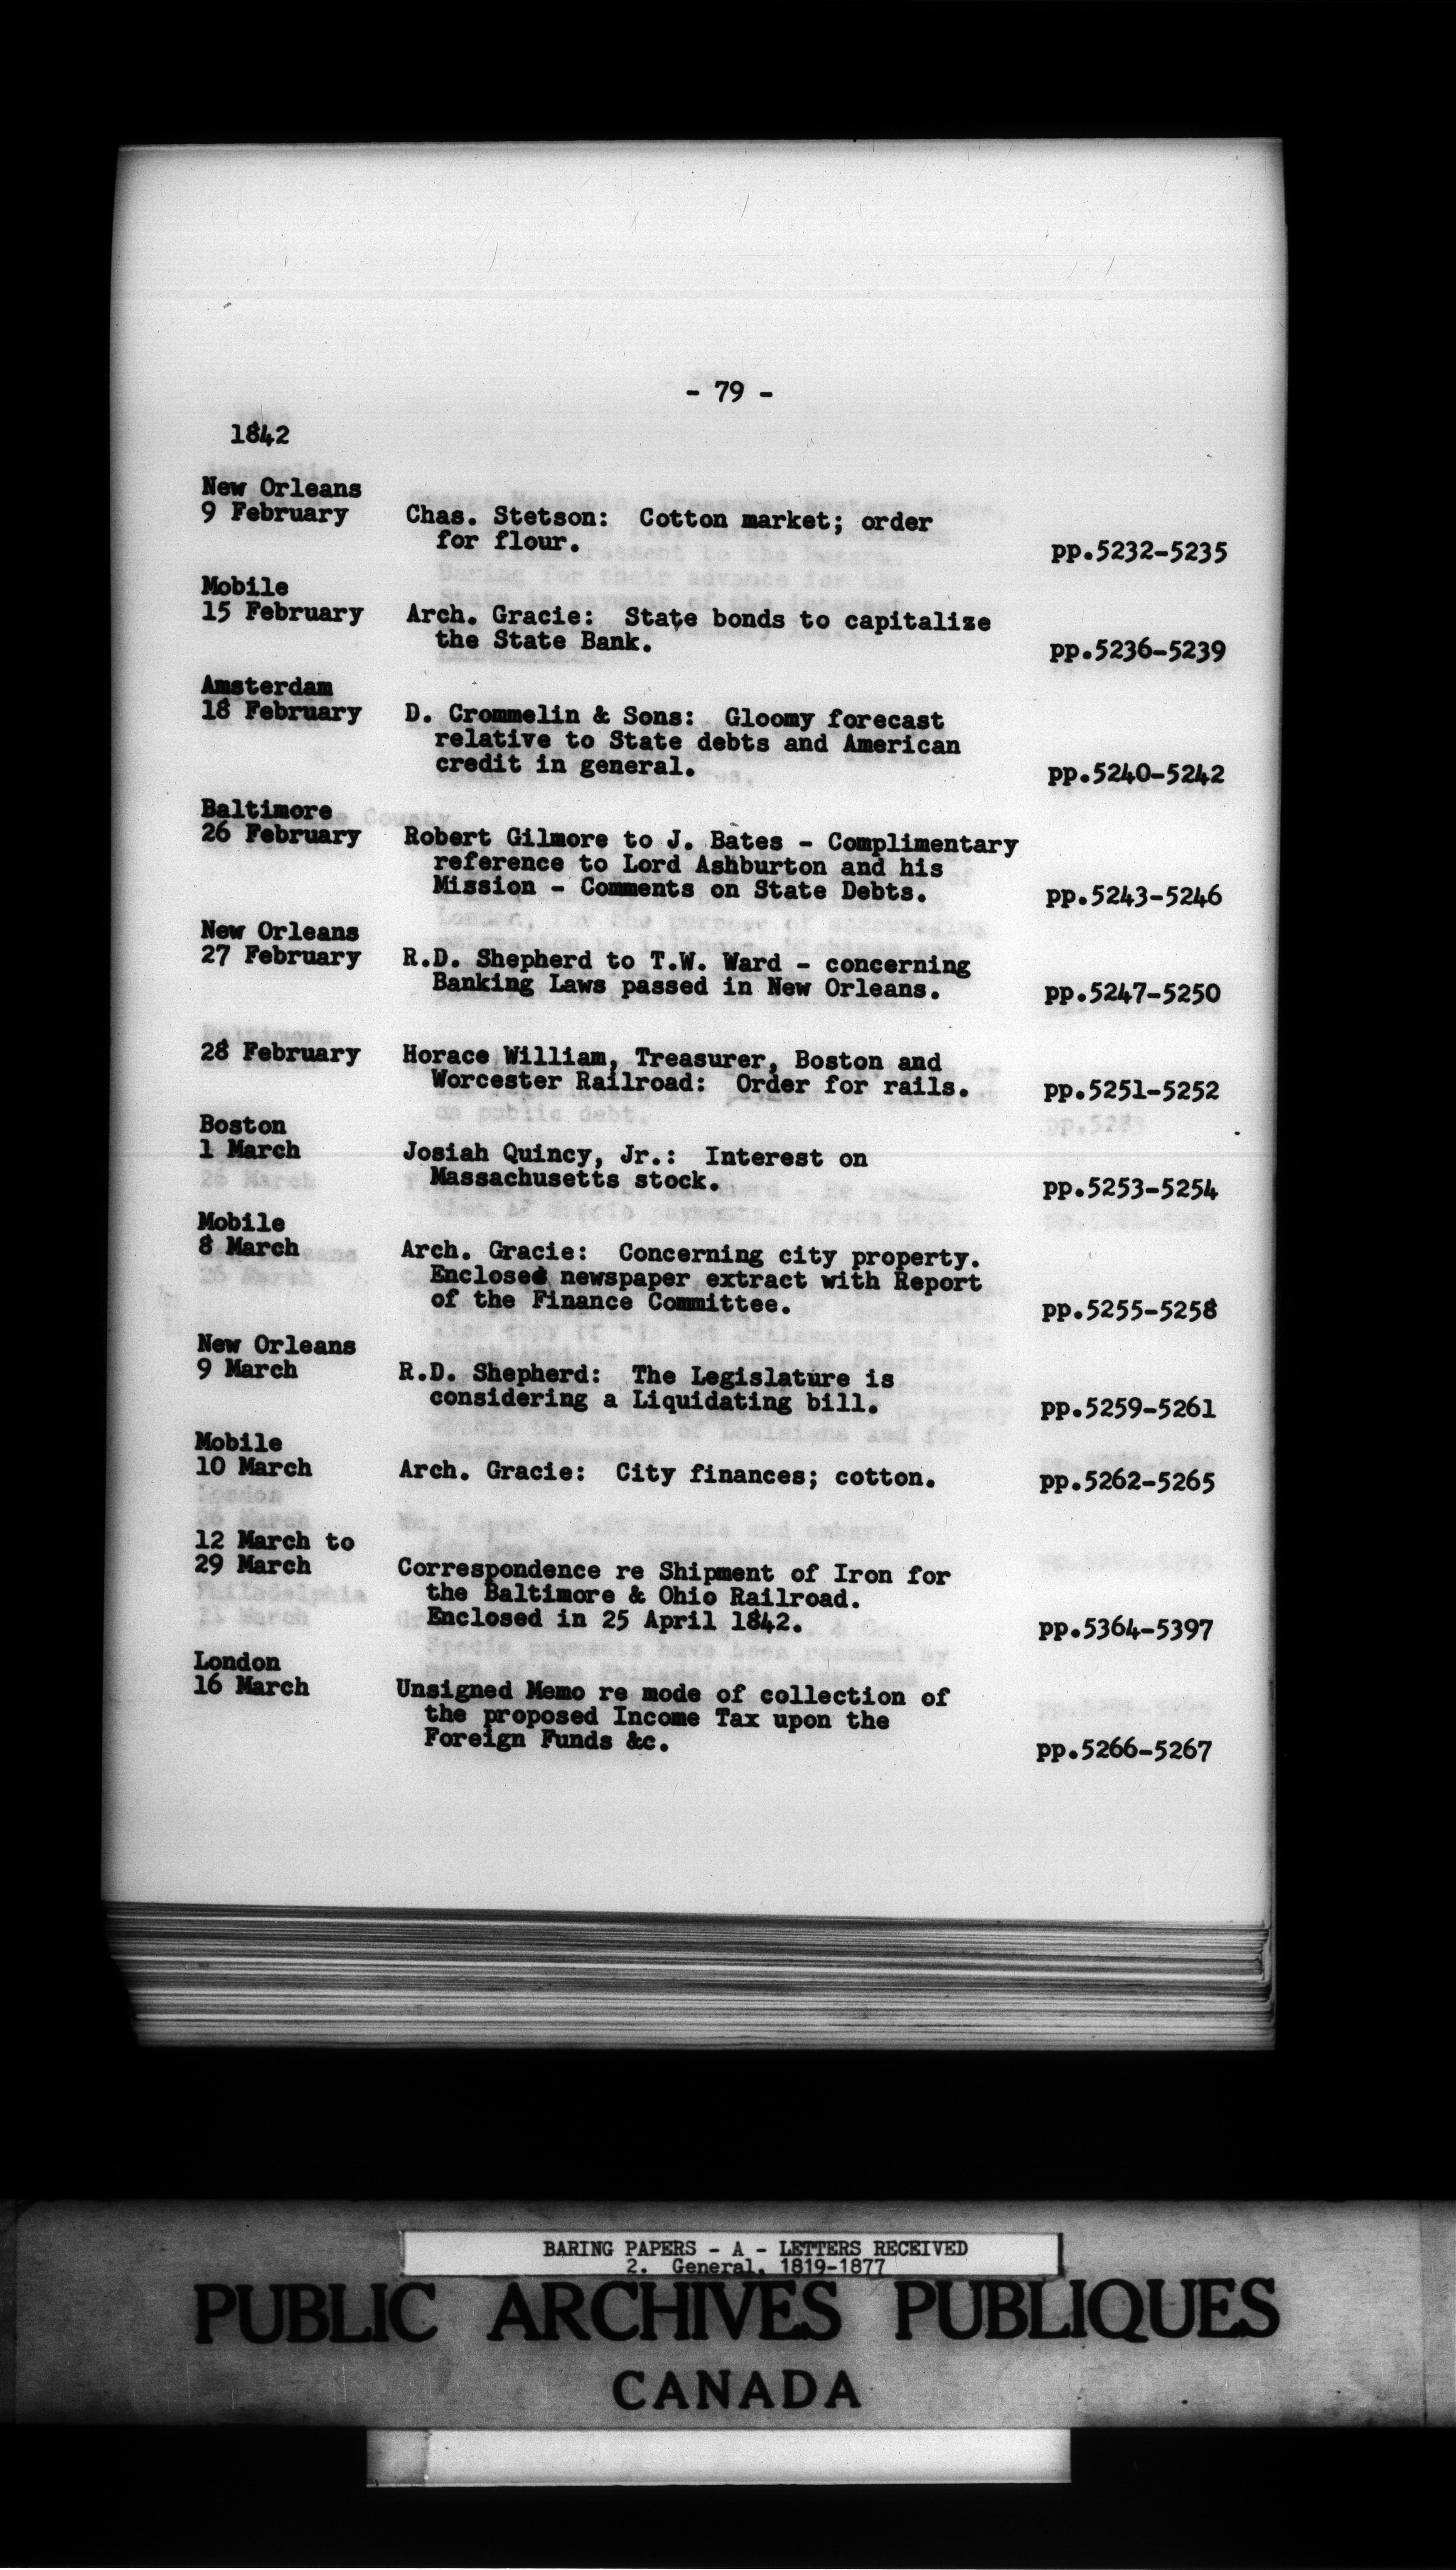 - 79 -
1842
New Orleans
9 February Chas. Stetson: Cotton market; order
for flour. pp.5232-5235
Mobile
15 February Arch. Gracie: State bonds to capitalize
the State Bank. pp.5236-5239
Amsterdam
18 February D. Crommelin & Sons: Gloomy forecast
relative to State debts and American
credit in general. pp.5240-5242
Baltimore
26 February Robert Gilmore to J. Bates - Complimentary
reference to Lord Ashburton and his
Mission - Comments on State Debts. pp.5243-5246
New Orleans
27 February R.D. Shepherd to T.W. Ward - concerning
Banking Laws passed in New Orleans. pp.5247-5250
28 February Horace William, Treasurer, Boston and
Worcester Railroad: Order for rails. pp.5251-5252
Boston
1 March Josiah Quincy, Jr.: Interest on
Massachusetts stock. pp.5253-5254
Mobile
8 March Arch. Gracie: Concerning city property.
Enclosed newspaper extract with Report
of the Finance Committee. pp.5255-5258
New Orleans
9 March R.D. Shepherd: The Legislature is
considering a Liquidating bill. pp.5259-5261
Mobile
10 March Arch. Gracie: City finances; cotton. pp.5262-5265
12 March to
29 March Correspondence re Shipment of Iron for
the Baltimore & Ohio Railroad.
Enclosed in 25 April 1842. pp.5364-5397
London
16 March Unsigned Memo re mode of collection of
the proposed Income Tax upon the
Foreign Funds &c. pp.5266-5267
BARING PAPERS - A - LETTERS RECEIVED
2. General, 1819-1877
PUBLIC ARCHIVES PUBLIQUES
CANADA